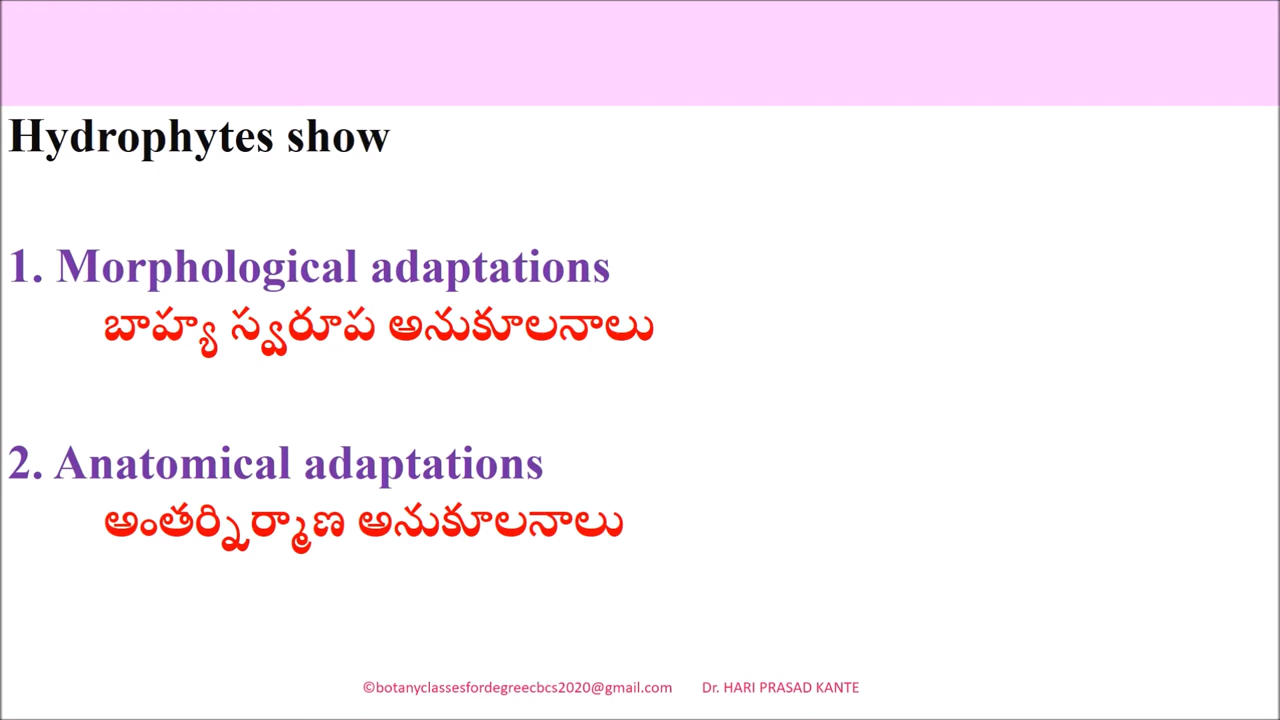 Hydrophytes show
1. Morphological adaptations
బాహ్య స్వరూప అనుకూలనాలు
2. Anatomical adaptations
అంతర్నిర్మాణ అనుకూలనాలు
©botanyclassesfordegreecbcs2020@gmail.com Dr. HARI PRASAD KANTE